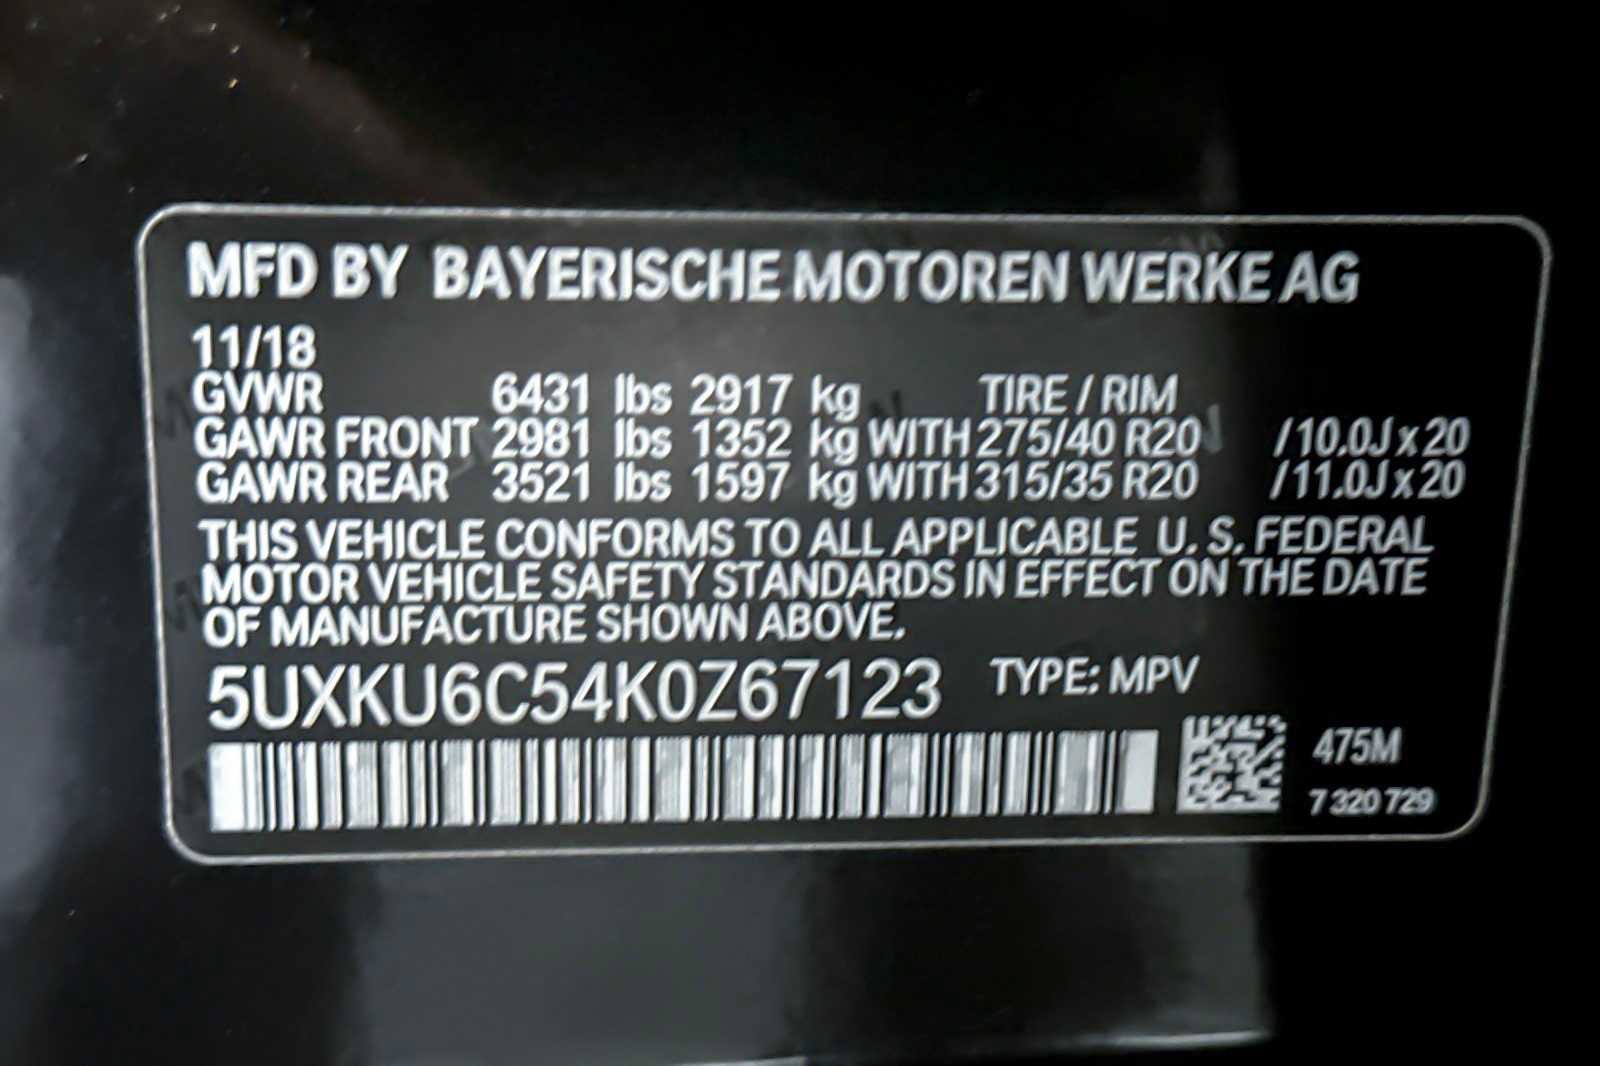 MFD BY BAYERISCHE MOTOREN WERKE AG
11/18
GVWR 6431 lbs 2917 kg TIRE / RIM
GAWR FRONT 2981 lbs 1352 kg WITH 275/40 R20 /10.0J x 20
GAWR REAR 3521 lbs 1597 kg WITH 315/35 R20 /11.0J x 20
THIS VEHICLE CONFORMS TO ALL APPLICABLE U. S. FEDERAL
MOTOR VEHICLE SAFETY STANDARDS IN EFFECT ON THE DATE
OF MANUFACTURE SHOWN ABOVE.
5UXKU6C54K0Z67123 TYPE: MPV
475M
7 320 729